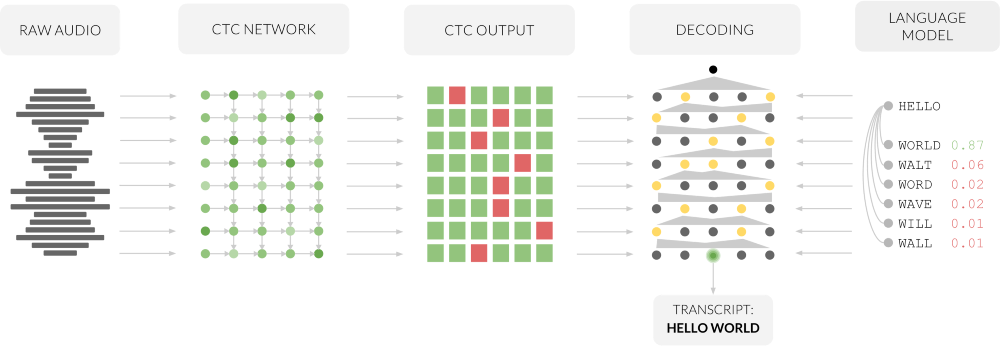 RAW AUDIO
CTC NETWORK
CTC OUTPUT
DECODING
LANGUAGE
MODEL
HELLO
WORLD 0.87
WALT 0.06
WORD 0.02
WAVE 0.02
WILL 0.01
WALL 0.01
TRANSCRIPT:
HELLO WORLD